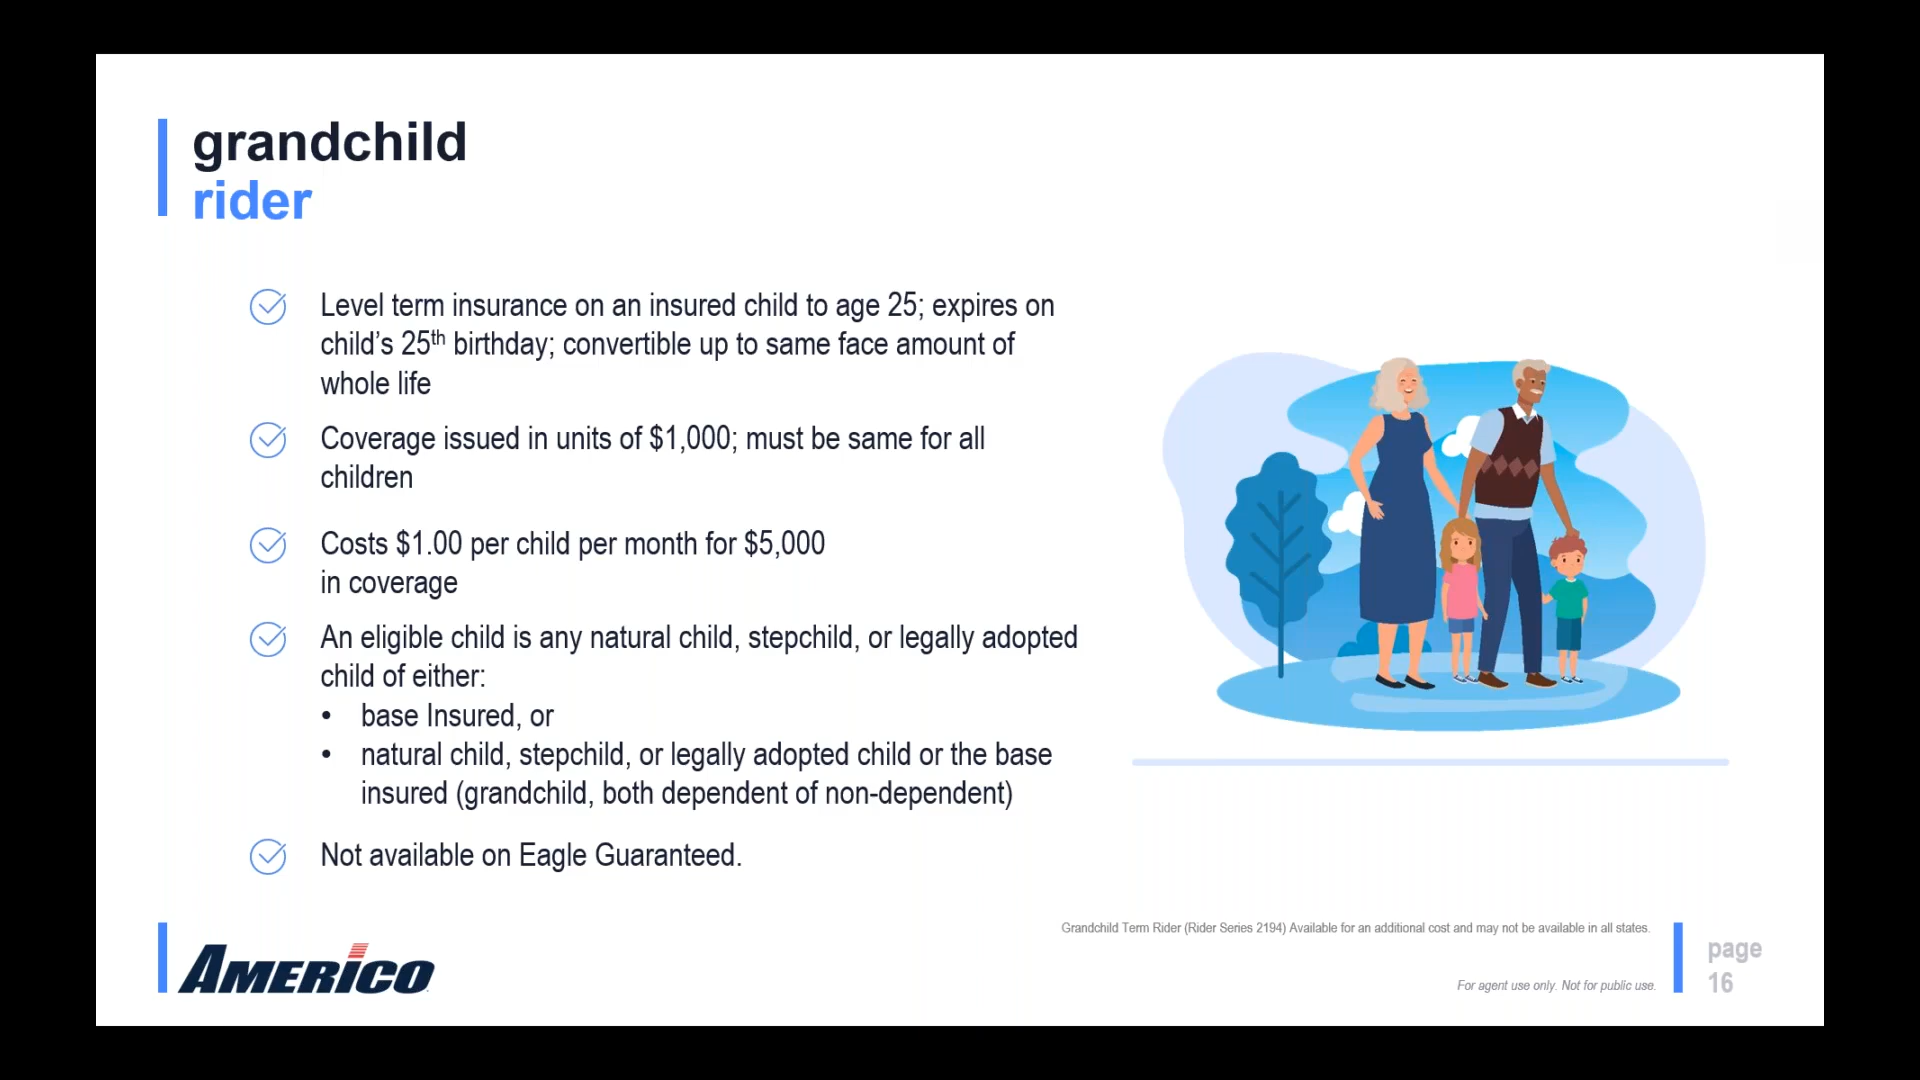 grandchild
rider
Level term insurance on an insured child to age 25; expires on
child’s 25th birthday; convertible up to same face amount of
whole life
Coverage issued in units of $1,000; must be same for all
children
Costs $1.00 per child per month for $5,000
in coverage
An eligible child is any natural child, stepchild, or legally adopted
child of either:
• base Insured, or
• natural child, stepchild, or legally adopted child or the base
insured (grandchild, both dependent of non-dependent)
Not available on Eagle Guaranteed.
Grandchild Term Rider (Rider Series 2194) Available for an additional cost and may not be available in all states.
AMERICO
For agent use only. Not for public use.
page
16